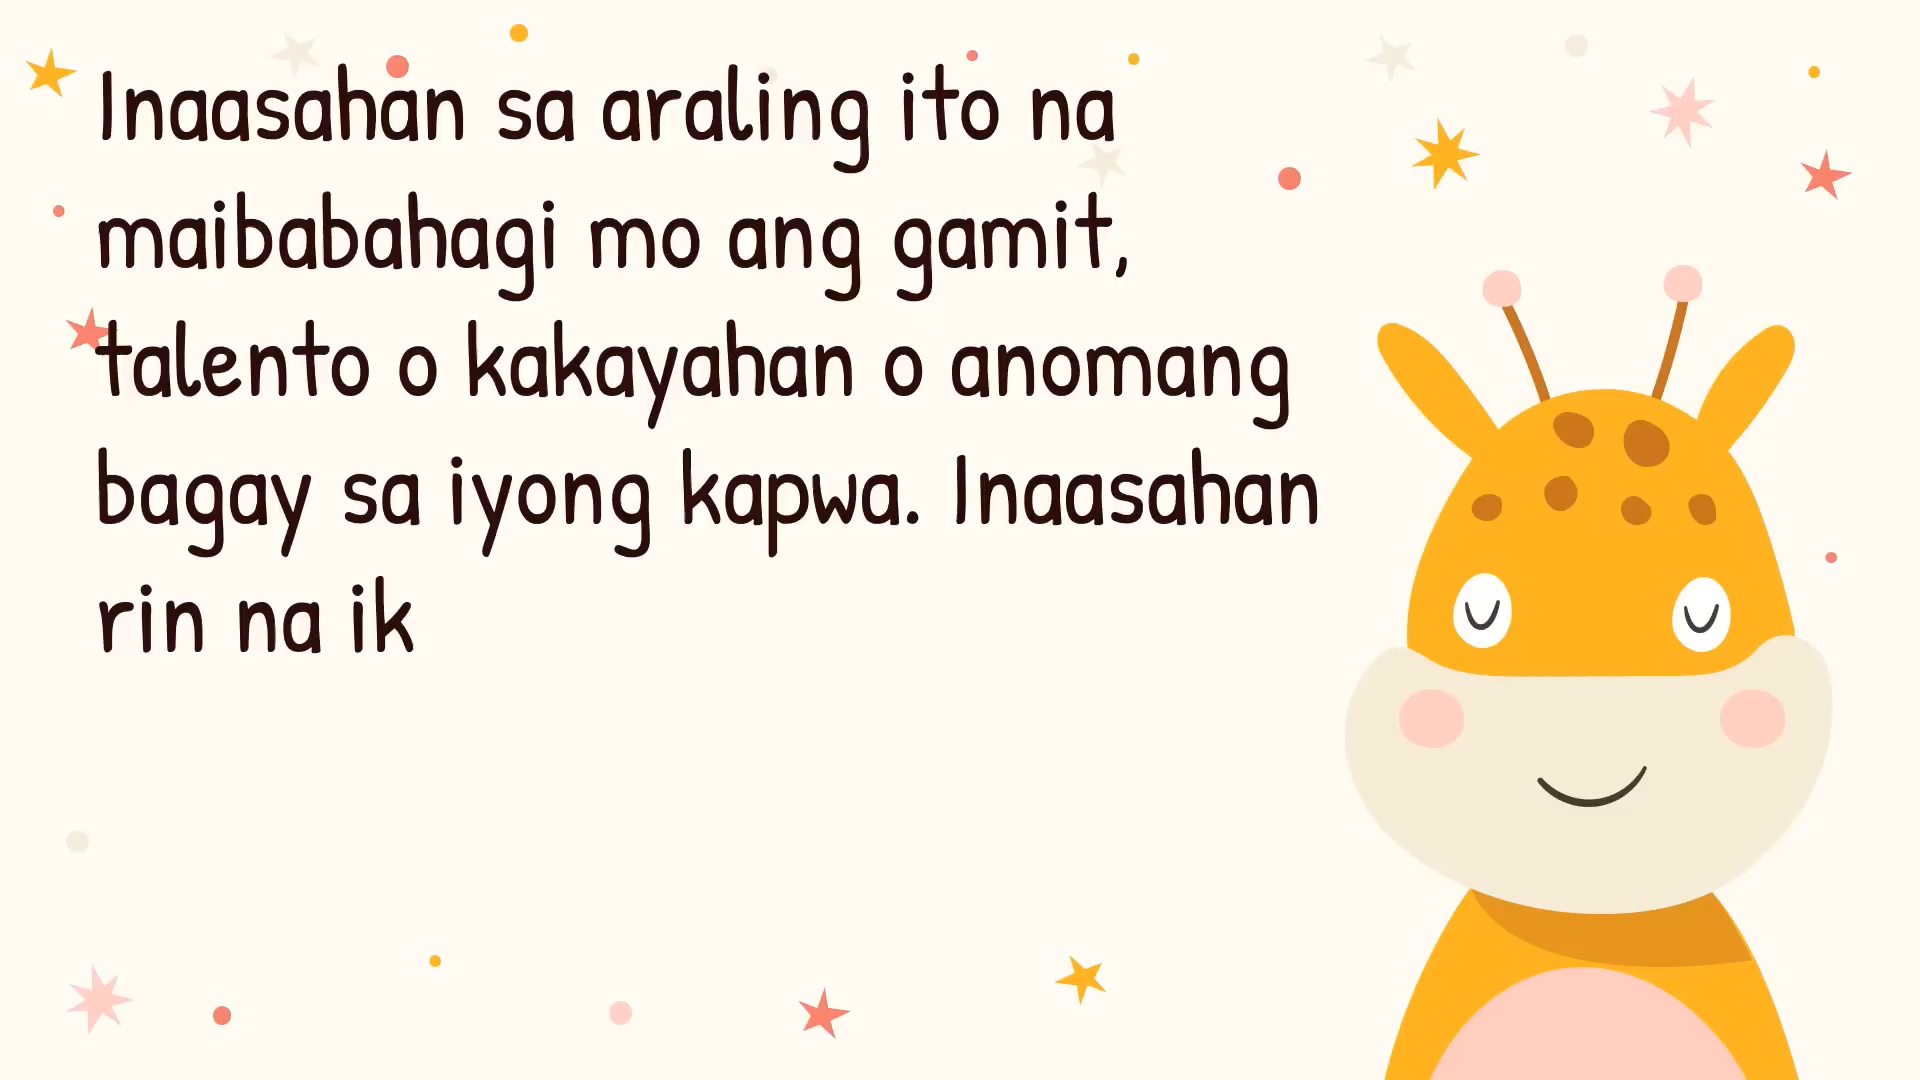 Inaasahan sa araling ito na
maibabahagi mo ang gamit,
talento o kakayahan o anomang
bagay sa iyong kapwa. Inaasahan
rin na ik